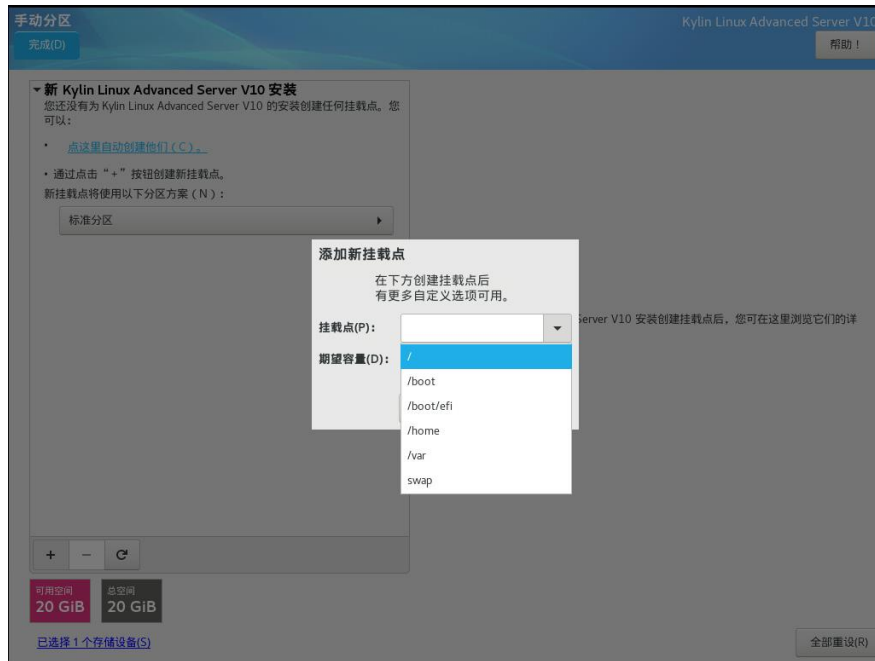 手动分区
Kylin Linux Advanced Server V10
完成(D)
帮助！
新 Kylin Linux Advanced Server V10 安装
您还没有为 Kylin Linux Advanced Server V10 的安装创建任何挂载点。您
可以：
• 点这里自动创建他们 ( C ) 。
• 通过点击“+”按钮创建新挂载点。
新挂载点将使用以下分区方案 ( N ) ：
标准分区
添加新挂载点
在下方创建挂载点后
有更多自定义选项可用。
挂载点(P)：
Server V10 安装创建挂载点后，您可在这里浏览它们的详
期望容量(D)：
/
/boot
/boot/efi
/home
/var
swap
+ −
可用空间
20 GiB
总空间
20 GiB
已选择 1 个存储设备(S)
全部重设(R)